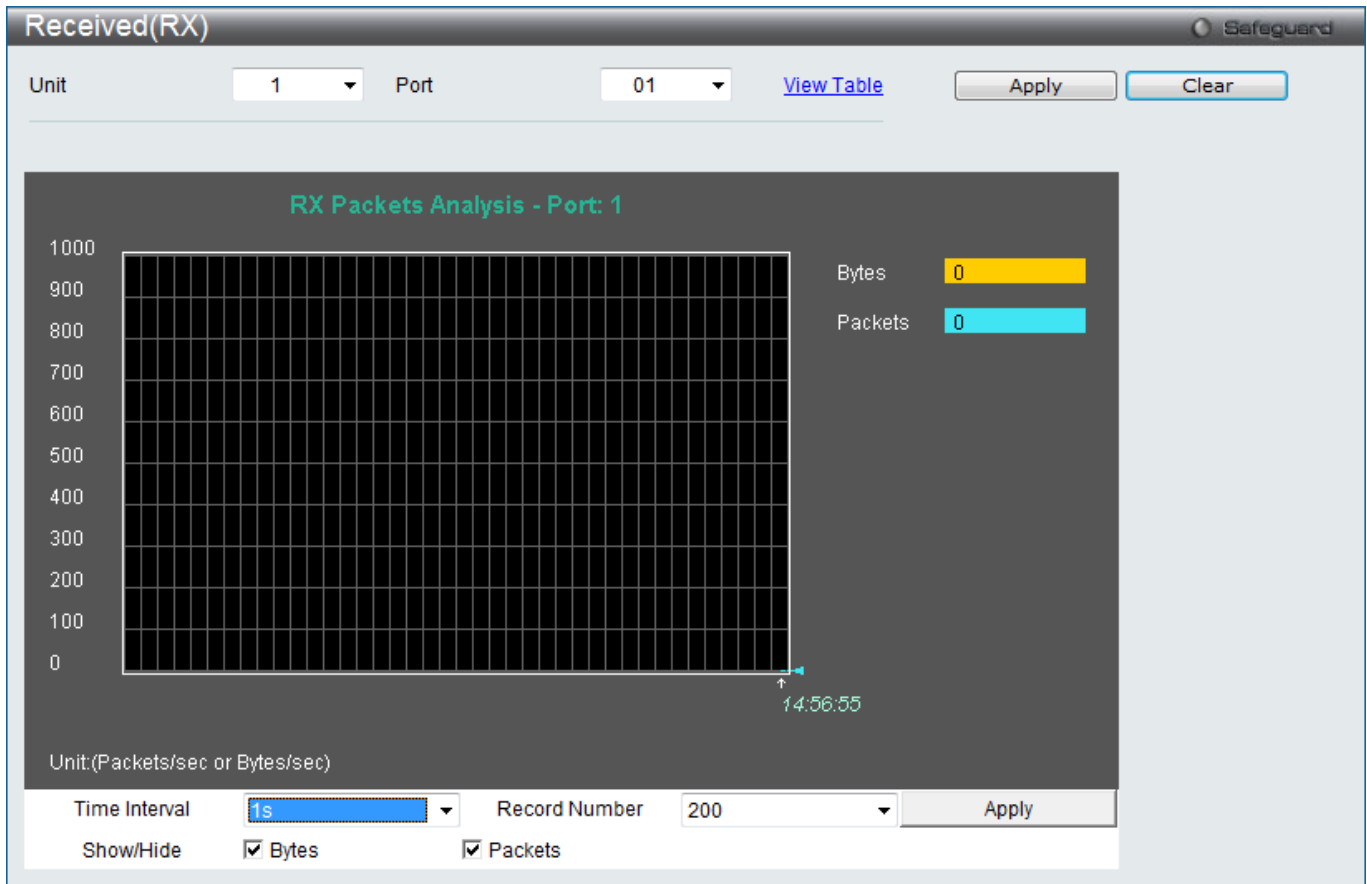 Received(RX) Safeguard
Unit 1 Port 01 View Table Apply Clear
RX Packets Analysis - Port: 1
1000
900
800
700
600
500
400
300
200
100
0
Bytes 0
Packets 0
14:56:55
Unit:(Packets/sec or Bytes/sec)
Time Interval 1s Record Number 200 Apply
Show/Hide Bytes Packets